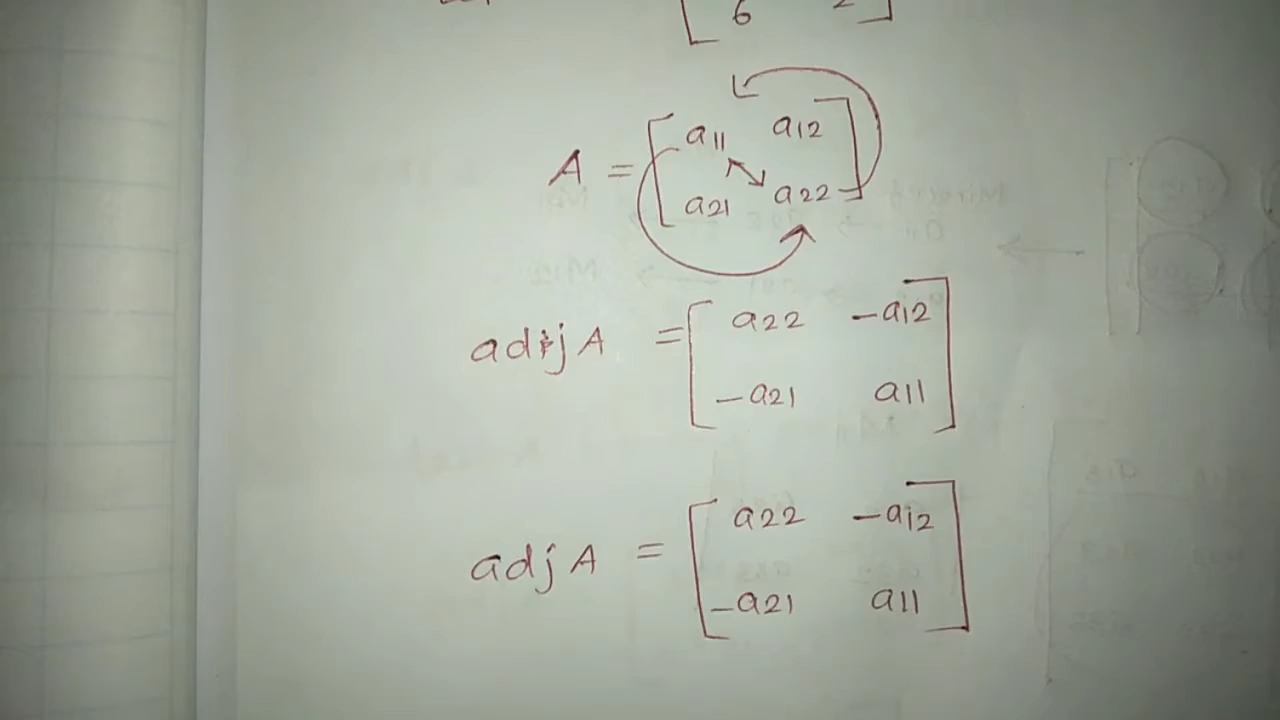 6 2
A = [ a11 a12
a21 a22 ]
adjA = [ a22 -a12
-a21 a11 ]
adj A = [ a22 -a12
-a21 a11 ]